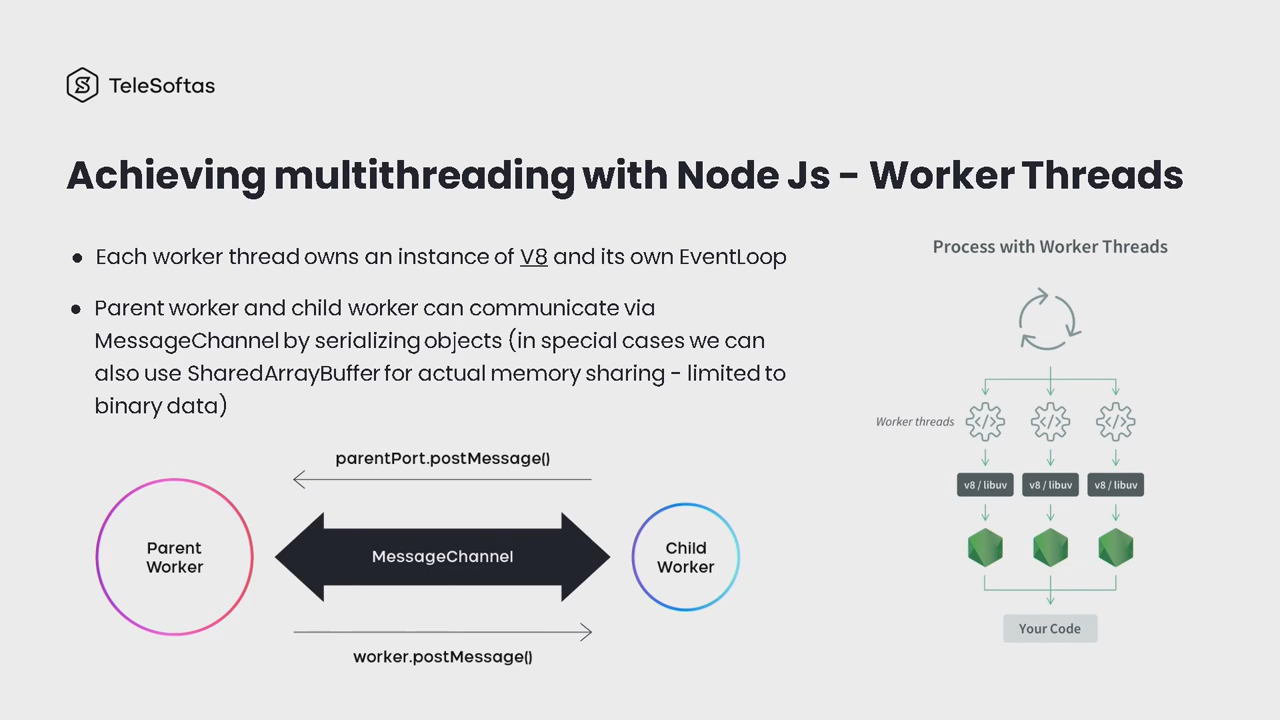 TeleSoftas
Achieving multithreading with Node Js - Worker Threads
• Each worker thread owns an instance of V8 and its own EventLoop
• Parent worker and child worker can communicate via
MessageChannel by serializing objects (in special cases we can
also use SharedArrayBuffer for actual memory sharing - limited to
binary data)
parentPort.postMessage()
Parent
Worker
MessageChannel
Child
Worker
worker.postMessage()
Process with Worker Threads
Worker threads
</> </> </>
v8 / libuv v8 / libuv v8 / libuv
Your Code